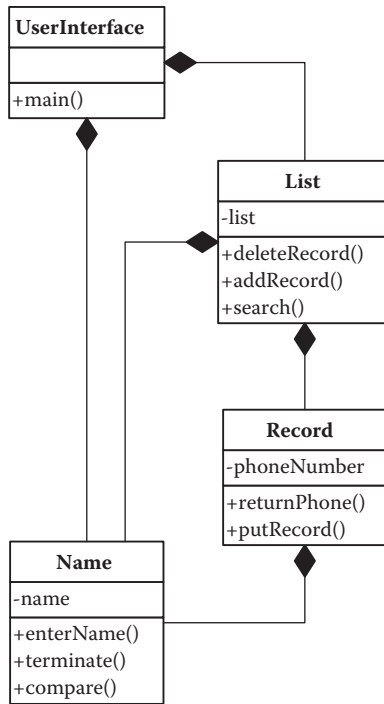 UserInterface
+main()
List
-list
+deleteRecord()
+addRecord()
+search()
Record
-phoneNumber
+returnPhone()
+putRecord()
Name
-name
+enterName()
+terminate()
+compare()